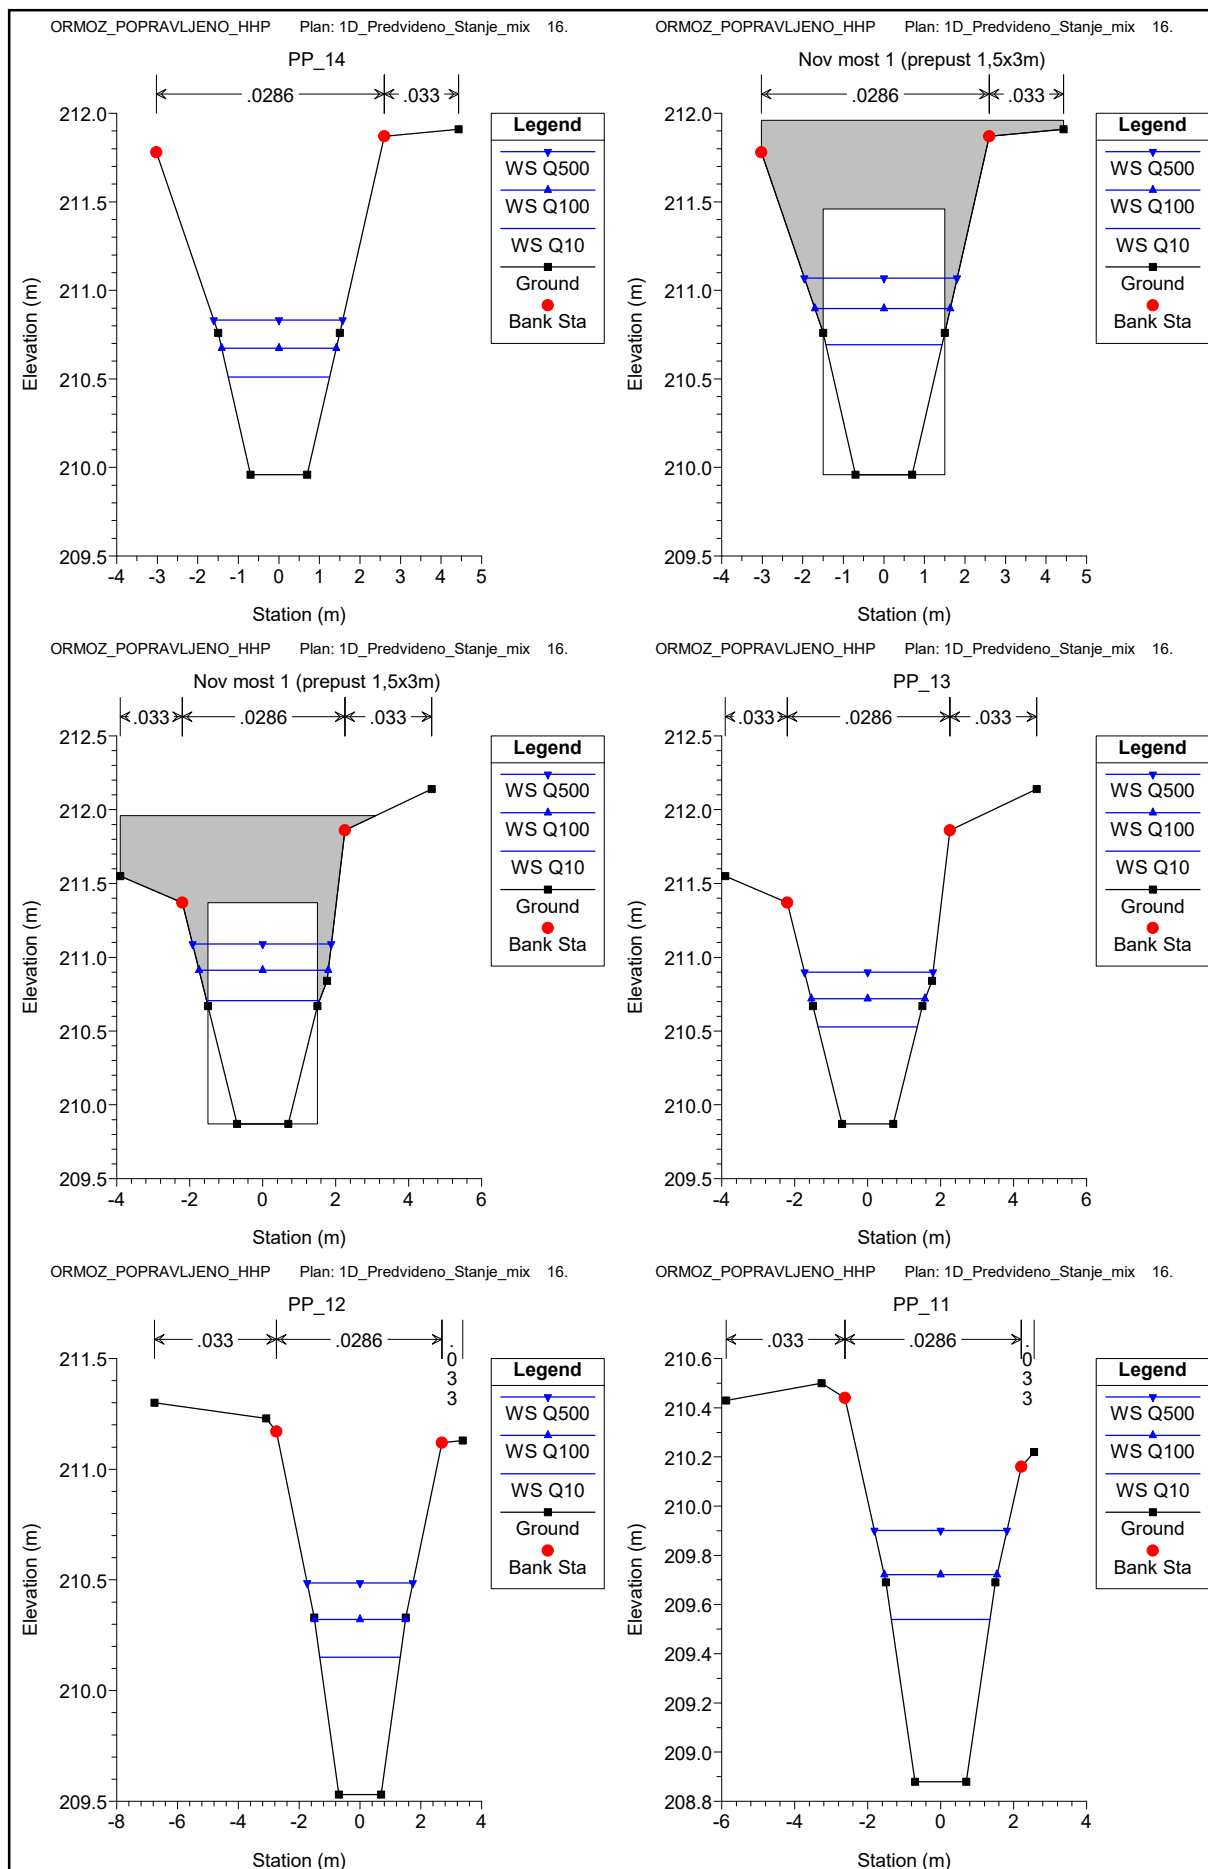 ORMOZ_POPRAVLJENO_HHP Plan: 1D_Predvideno_Stanje_mix 16.
PP_14
.0286 .033
212.0
211.5
211.0
210.5
210.0
209.5
Elevation (m)
-4 -3 -2 -1 0 1 2 3 4 5
Station (m)
Legend
WS Q500
WS Q100
WS Q10
Ground
Bank Sta
ORMOZ_POPRAVLJENO_HHP Plan: 1D_Predvideno_Stanje_mix 16.
Nov most 1 (prepust 1,5x3m)
.0286 .033
212.0
211.5
211.0
210.5
210.0
209.5
Elevation (m)
-4 -3 -2 -1 0 1 2 3 4 5
Station (m)
Legend
WS Q500
WS Q100
WS Q10
Ground
Bank Sta
ORMOZ_POPRAVLJENO_HHP Plan: 1D_Predvideno_Stanje_mix 16.
Nov most 1 (prepust 1,5x3m)
.033 .0286 .033
212.5
212.0
211.5
211.0
210.5
210.0
209.5
Elevation (m)
-4 -2 0 2 4 6
Station (m)
Legend
WS Q500
WS Q100
WS Q10
Ground
Bank Sta
ORMOZ_POPRAVLJENO_HHP Plan: 1D_Predvideno_Stanje_mix 16.
PP_13
.033 .0286 .033
212.5
212.0
211.5
211.0
210.5
210.0
209.5
Elevation (m)
-4 -2 0 2 4 6
Station (m)
Legend
WS Q500
WS Q100
WS Q10
Ground
Bank Sta
ORMOZ_POPRAVLJENO_HHP Plan: 1D_Predvideno_Stanje_mix 16.
PP_12
.033 .0286 .033
211.5
211.0
210.5
210.0
209.5
Elevation (m)
-8 -6 -4 -2 0 2 4
Station (m)
Legend
WS Q500
WS Q100
WS Q10
Ground
Bank Sta
ORMOZ_POPRAVLJENO_HHP Plan: 1D_Predvideno_Stanje_mix 16.
PP_11
.033 .0286 .033
210.6
210.4
210.2
210.0
209.8
209.6
209.4
209.2
209.0
208.8
Elevation (m)
-6 -4 -2 0 2 4
Station (m)
Legend
WS Q500
WS Q100
WS Q10
Ground
Bank Sta